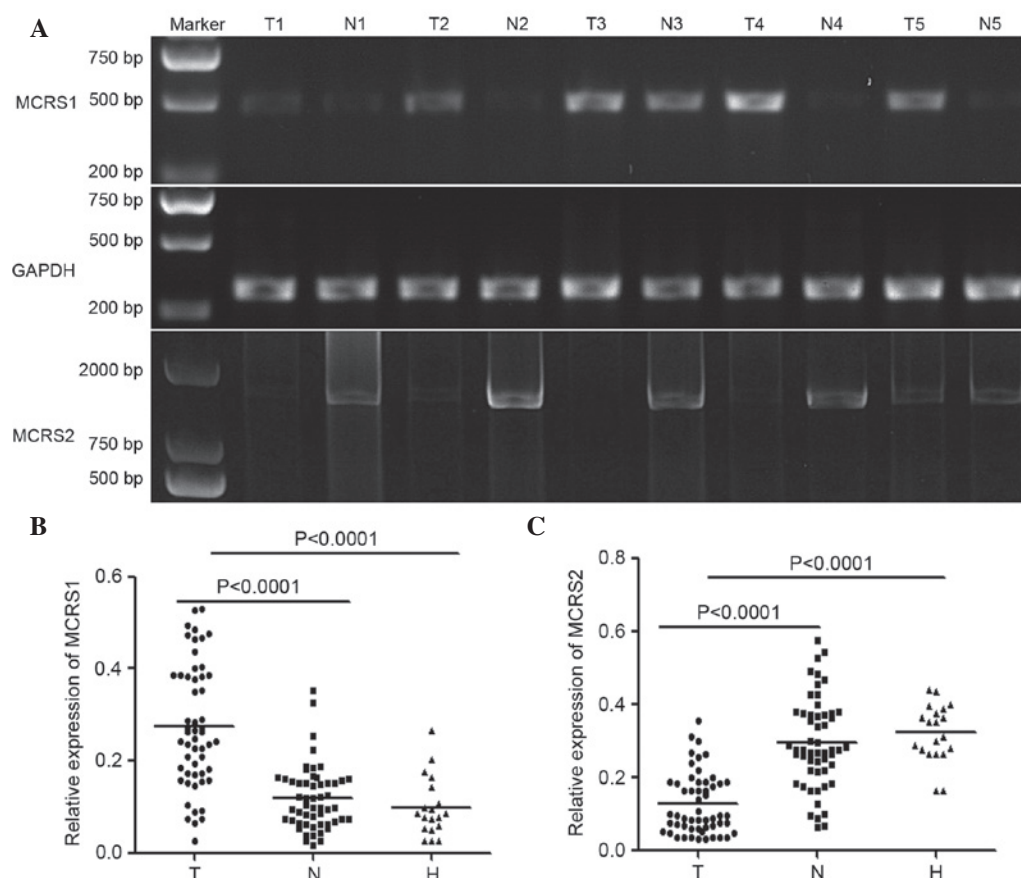 A
Marker T1 N1 T2 N2 T3 N3 T4 N4 T5 N5
750 bp
MCRS1 500 bp
200 bp
750 bp
500 bp
GAPDH
200 bp
2000 bp
MCRS2
750 bp
500 bp
B
P<0.0001
P<0.0001
Relative expression of MCRS1
0.6
0.4
0.2
0.0
T N H
C
P<0.0001
P<0.0001
Relative expression of MCRS2
0.8
0.6
0.4
0.2
0.0
T N H